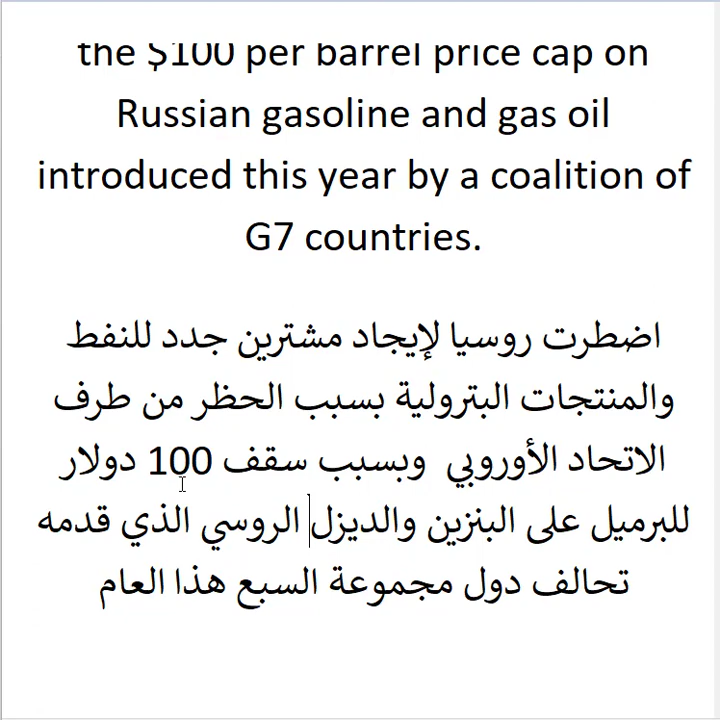 the $100 per barrel price cap on
Russian gasoline and gas oil
introduced this year by a coalition of
G7 countries.
اضطرت روسيا لإيجاد مشترين جدد للنفط
والمنتجات البترولية بسبب الحظر من طرف
الاتحاد الأوروبي  وبسبب سقف 100 دولار
للبرميل على البنزين والديزل الروسي الذي قدمه
تحالف دول مجموعة السبع هذا العام